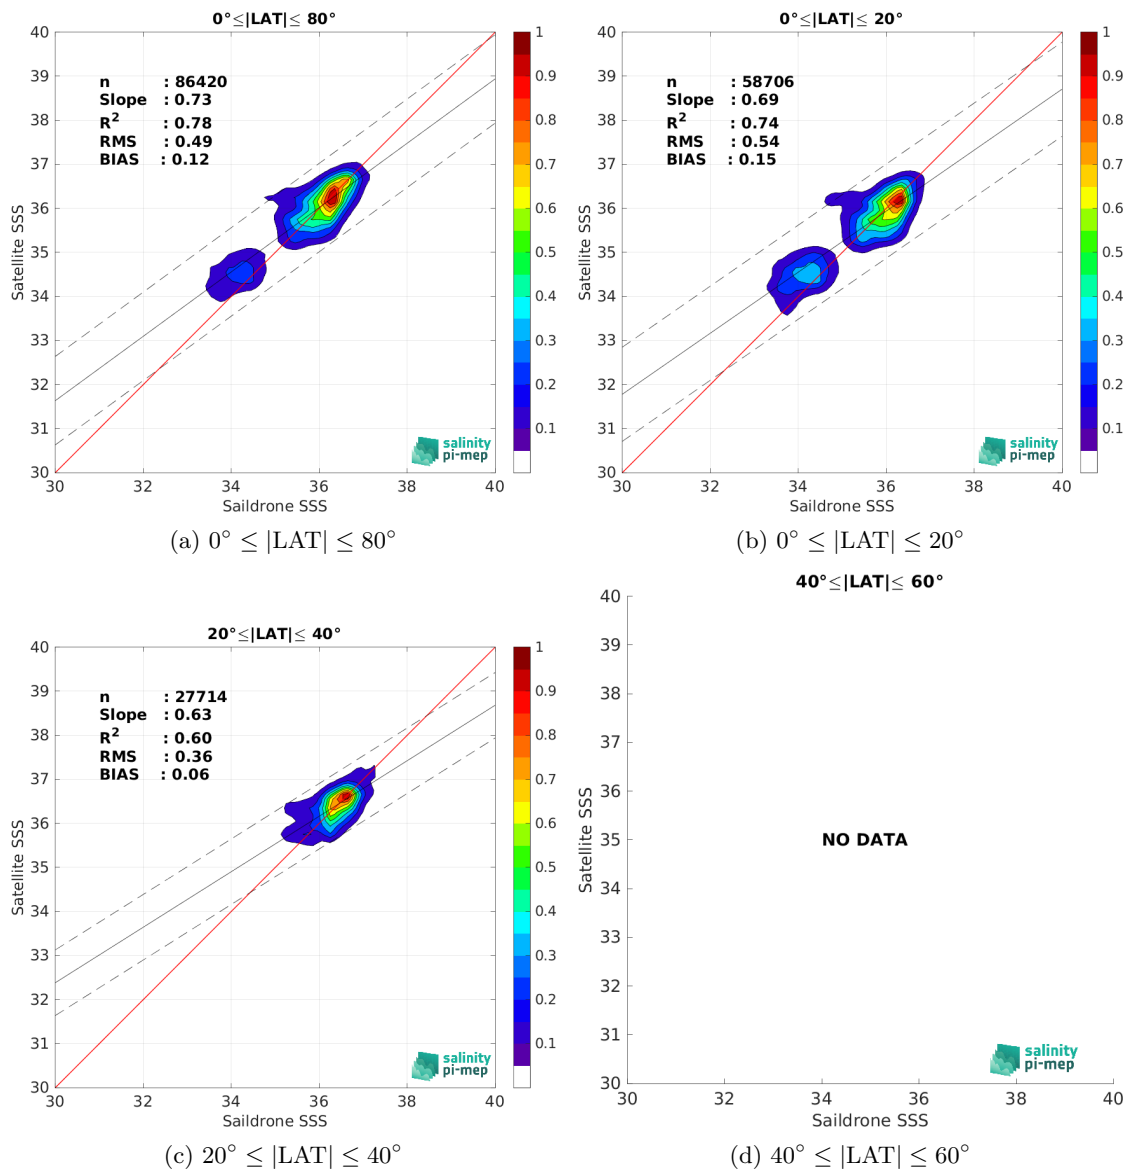 0°≤|LAT|≤ 80°
40
39
38
37
36
35
34
33
32
31
30
Satellite SSS
n : 86420
Slope : 0.73
R² : 0.78
RMS : 0.49
BIAS : 0.12
salinity
pi-mep
30 32 34 36 38 40
Saildrone SSS
1
0.9
0.8
0.7
0.6
0.5
0.4
0.3
0.2
0.1
(a) 0° ≤ |LAT| ≤ 80°
0°≤|LAT|≤ 20°
40
39
38
37
36
35
34
33
32
31
30
Satellite SSS
n : 58706
Slope : 0.69
R² : 0.74
RMS : 0.54
BIAS : 0.15
salinity
pi-mep
30 32 34 36 38 40
Saildrone SSS
1
0.9
0.8
0.7
0.6
0.5
0.4
0.3
0.2
0.1
(b) 0° ≤ |LAT| ≤ 20°
20°≤|LAT|≤ 40°
40
39
38
37
36
35
34
33
32
31
30
Satellite SSS
n : 27714
Slope : 0.63
R² : 0.60
RMS : 0.36
BIAS : 0.06
salinity
pi-mep
30 32 34 36 38 40
Saildrone SSS
1
0.9
0.8
0.7
0.6
0.5
0.4
0.3
0.2
0.1
(c) 20° ≤ |LAT| ≤ 40°
40°≤|LAT|≤ 60°
40
39
38
37
36
35
34
33
32
31
30
Satellite SSS
NO DATA
salinity
pi-mep
30 32 34 36 38 40
Saildrone SSS
(d) 40° ≤ |LAT| ≤ 60°